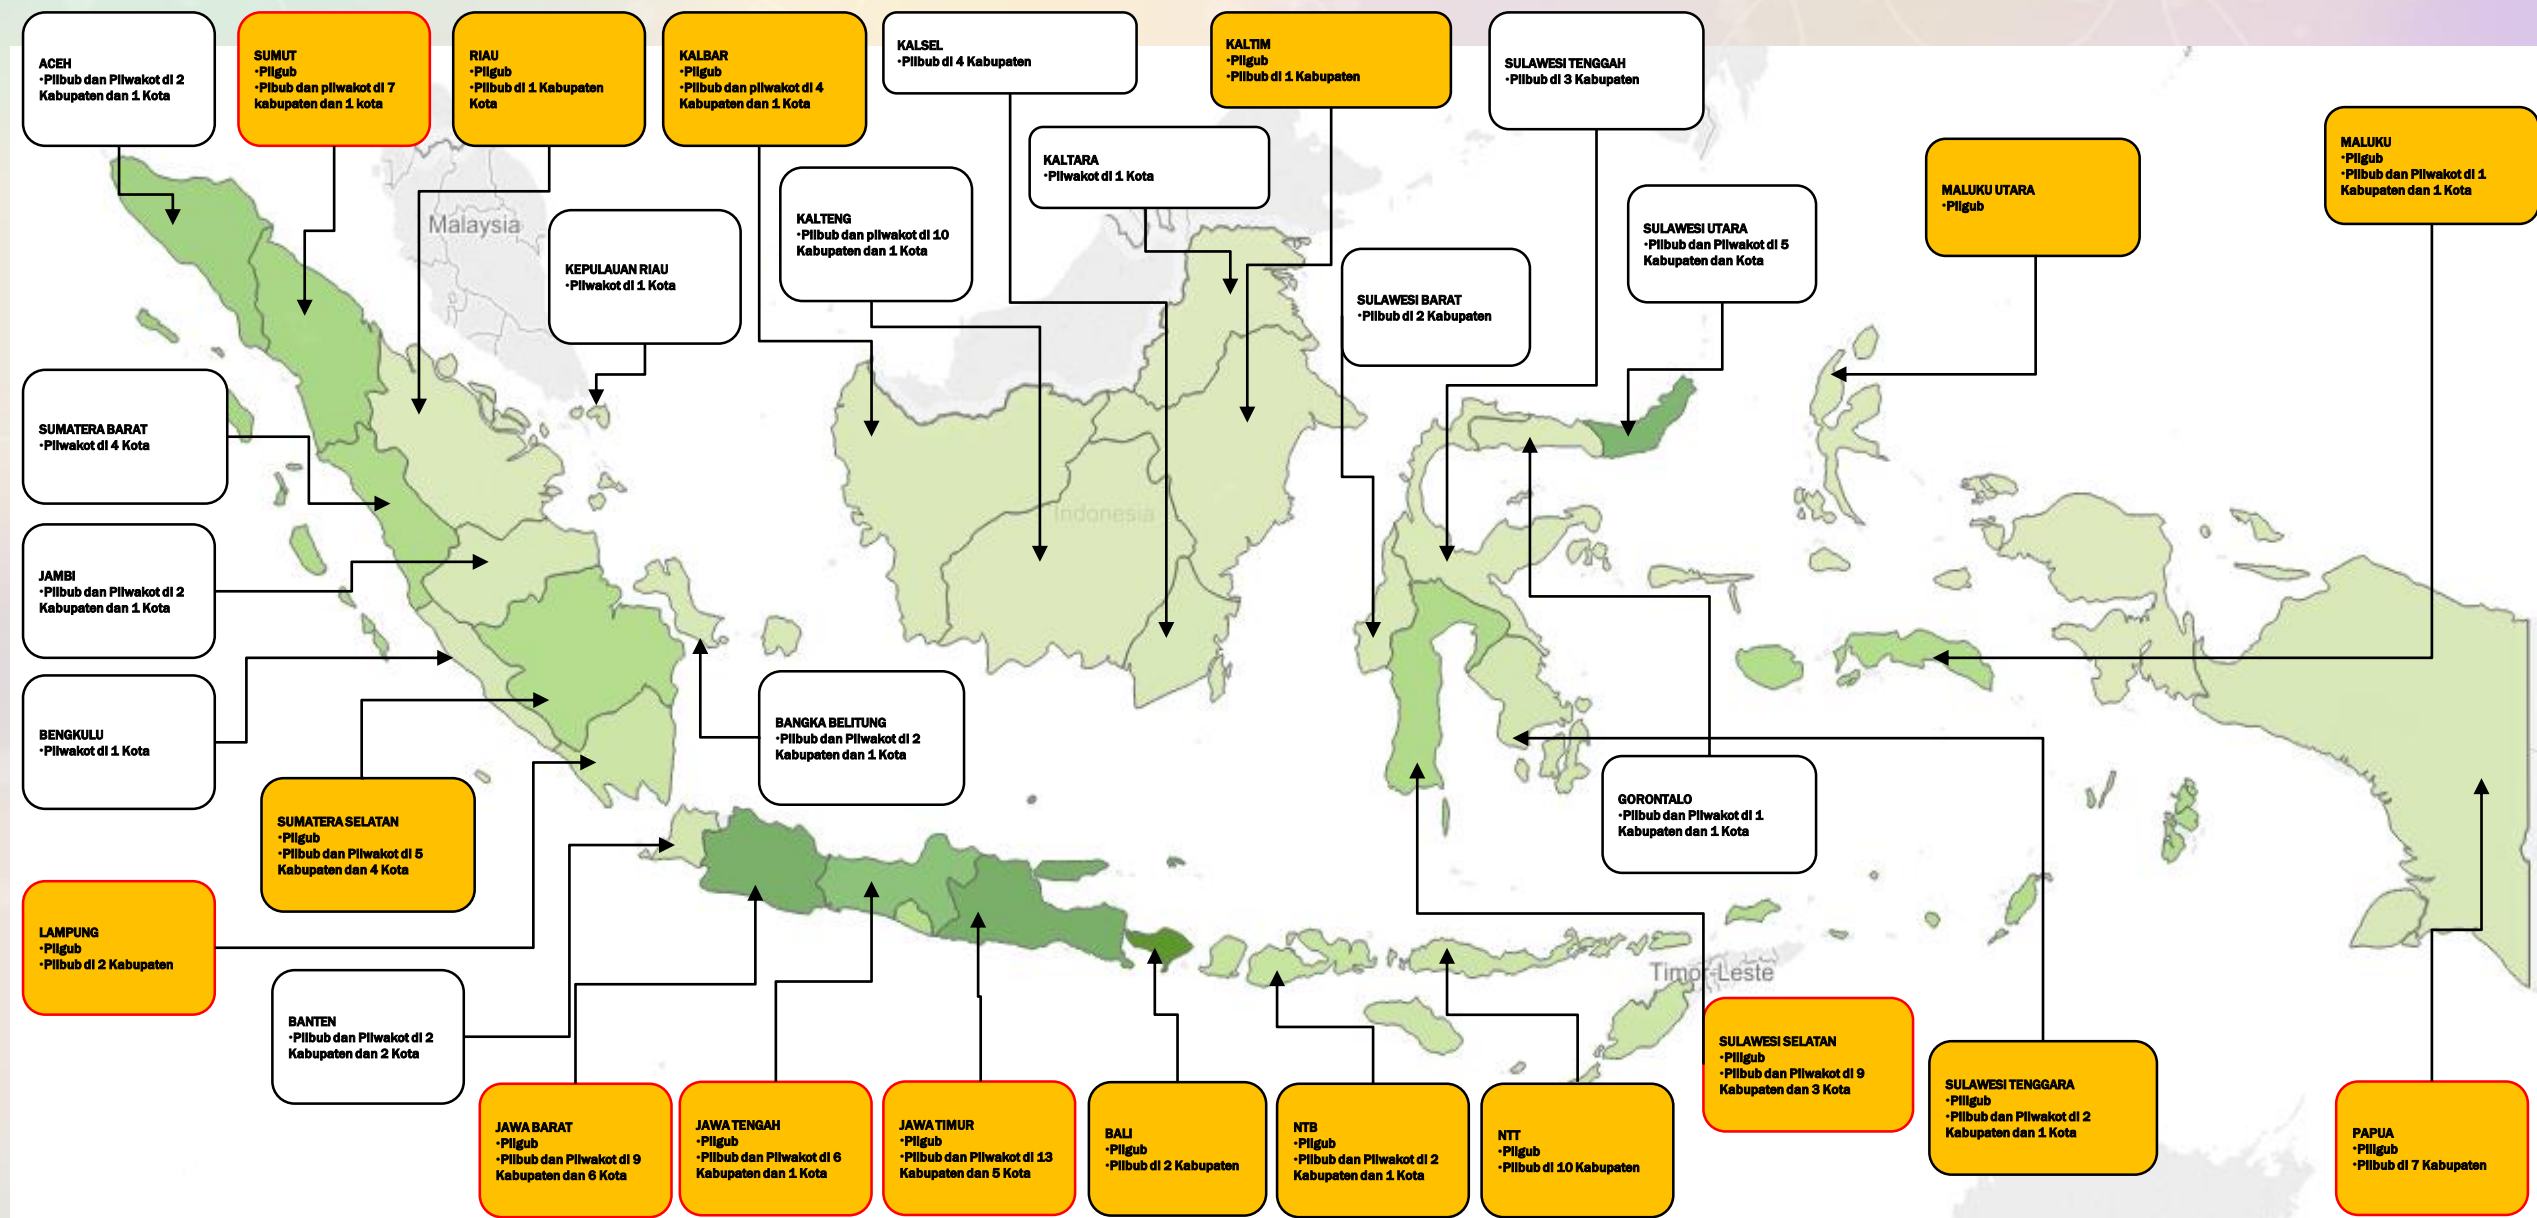 ACEH
•Pilbub dan Pilwakot di 2
Kabupaten dan 1 Kota
SUMUT
•Pilgub
•Plbub dan pilwakot di 7
kabupaten dan 1 kota
RIAU
•Pilgub
•Pilbub di 1 Kabupaten
Kota
KALBAR
•Pilgub
•Pilbub dan pilwakot di 4
Kabupaten dan 1 Kota
KALSEL
•Pilbub di 4 Kabupaten
KALTIM
•Pilgub
•Pilbub di 1 Kabupaten
SULAWESI TENGGAH
•Pilbub di 3 Kabupaten
MALUKU
•Pilgub
•Pilbub dan Pilwakot di 1
Kabupaten dan 1 Kota
KALTARA
•Pilwakot di 1 Kota
MALUKU UTARA
•Pilgub
Malaysia
KALTENG
•Pilbub dan pilwakot di 10
Kabupaten dan 1 Kota
SULAWESI UTARA
•Pilbub dan Pilwakot di 5
Kabupaten dan Kota
KEPULAUAN RIAU
•Pilwakot di 1 Kota
SULAWESI BARAT
•Pilbub di 2 Kabupaten
SUMATERA BARAT
•Pilwakot di 4 Kota
Indonesia
JAMBI
•Pilbub dan Pilwakot di 2
Kabupaten dan 1 Kota
BENGKULU
•Pilwakot di 1 Kota
BANGKA BELITUNG
•Pilbub dan Pilwakot di 2
Kabupaten dan 1 Kota
GORONTALO
•Pilbub dan Pilwakot di 1
Kabupaten dan 1 Kota
SUMATERA SELATAN
•Pilgub
•Pilbub dan Pilwakot di 5
Kabupaten dan 4 Kota
LAMPUNG
•Pilgub
•Pilbub di 2 Kabupaten
Timor-Leste
BANTEN
•Pilbub dan Pilwakot di 2
Kabupaten dan 2 Kota
SULAWESI SELATAN
•Pillgub
•Pilbub dan Pilwakot di 9
Kabupaten dan 3 Kota
SULAWESI TENGGARA
•Pillgub
•Pilbub dan Pilwakot di 2
Kabupaten dan 1 Kota
JAWA BARAT
•Pilgub
•Pilbub dan Pilwakot di 9
Kabupaten dan 6 Kota
JAWA TENGAH
•Pilgub
•Pilbub dan Pilwakot di 6
Kabupaten dan 1 Kota
JAWA TIMUR
•Pilgub
•Pilbub dan Pilwakot di 13
Kabupaten dan 5 Kota
BALI
•Pilgub
•Pilbub di 2 Kabupaten
NTB
•Pilgub
•Pilbub dan Pilwakot di 2
Kabupaten dan 1 Kota
NTT
•Pilgub
•Pilbub di 10 Kabupaten
PAPUA
•Piligub
•Pilbub di 7 Kabupaten